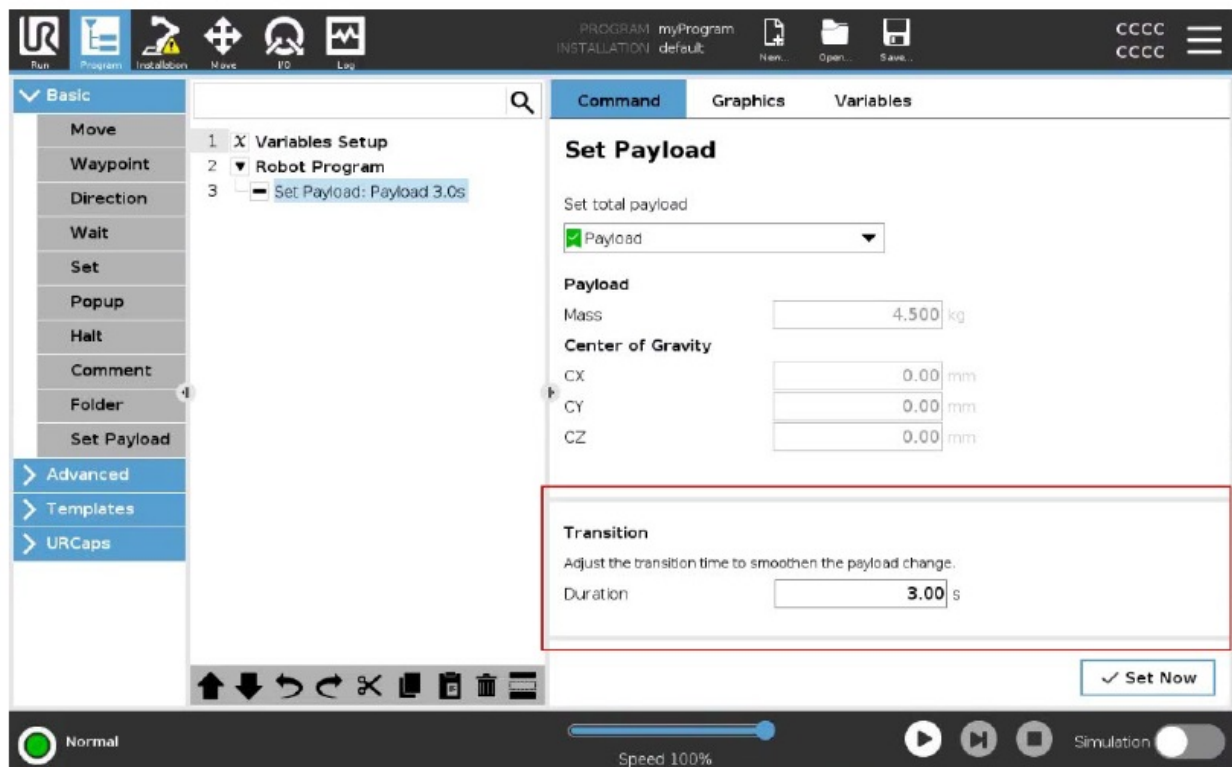 UR
Run
Program
Installation
Move
I/O
Log
PROGRAM myProgram
INSTALLATION default
New...
Open...
Save...
CCCC
CCCC
Basic
Move
Waypoint
Direction
Wait
Set
Popup
Halt
Comment
Folder
Set Payload
Advanced
Templates
URCaps
1 X Variables Setup
2 Robot Program
3 Set Payload: Payload 3.0s
Command Graphics Variables
Set Payload
Set total payload
Payload
Payload
Mass 4.500 kg
Center of Gravity
CX 0.00 mm
CY 0.00 mm
CZ 0.00 mm
Transition
Adjust the transition time to smoothen the payload change.
Duration 3.00 s
Set Now
Normal
Speed 100%
Simulation